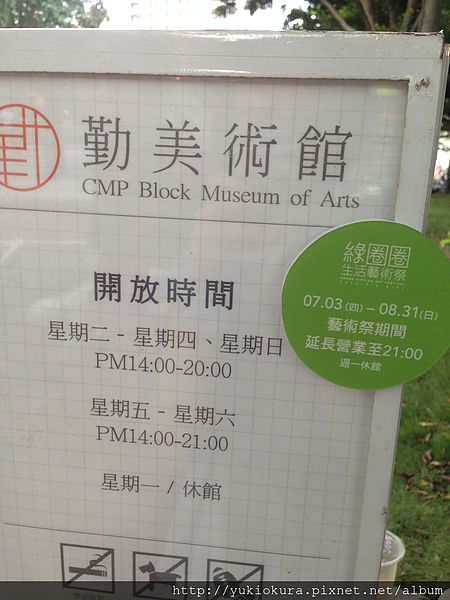 勤美術館
CMP Block Museum of Arts
開放時間
星期二 - 星期四、星期日
PM14:00-20:00
星期五 - 星期六
PM14:00-21:00
星期一 / 休館
綠圈圈
生活藝術祭
07.03(四) – 08.31(日)
藝術祭期間
延長營業至21:00
週一休館
http://yukiokura.pixnet.net/album